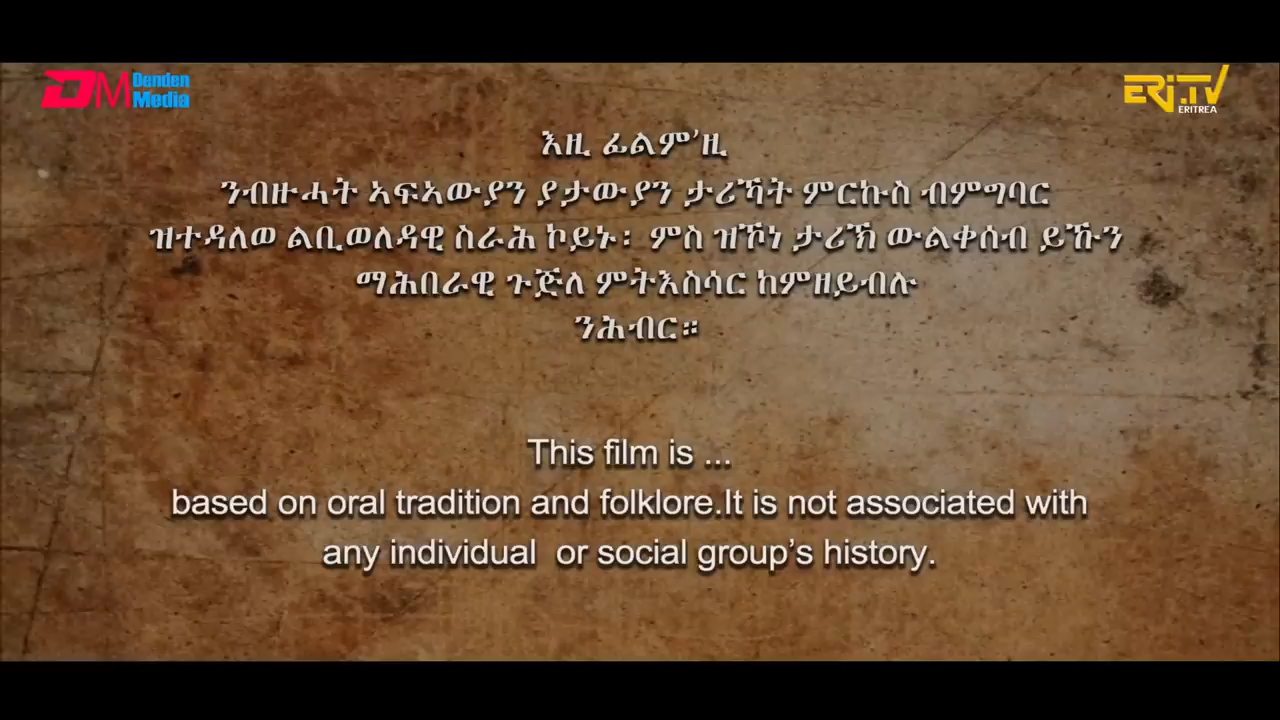 DM Denden
Media
ERi.TV
ERITREA
እዚ ፊልም’ዚ
ንብዙሓት ኣፍኣውያን ያታውያን ታሪኻት ምርኩስ ብምግባር
ዝተዳለወ ልቢወለዳዊ ስራሕ ኮይኑ፡ ምስ ዝኾነ ታሪኽ ውልቀሰብ ይኹን
ማሕበራዊ ጉጅለ ምትእስሳር ከምዘይብሉ
ንሕብር።
This film is ...
based on oral tradition and folklore.It is not associated with
any individual  or social group’s history.